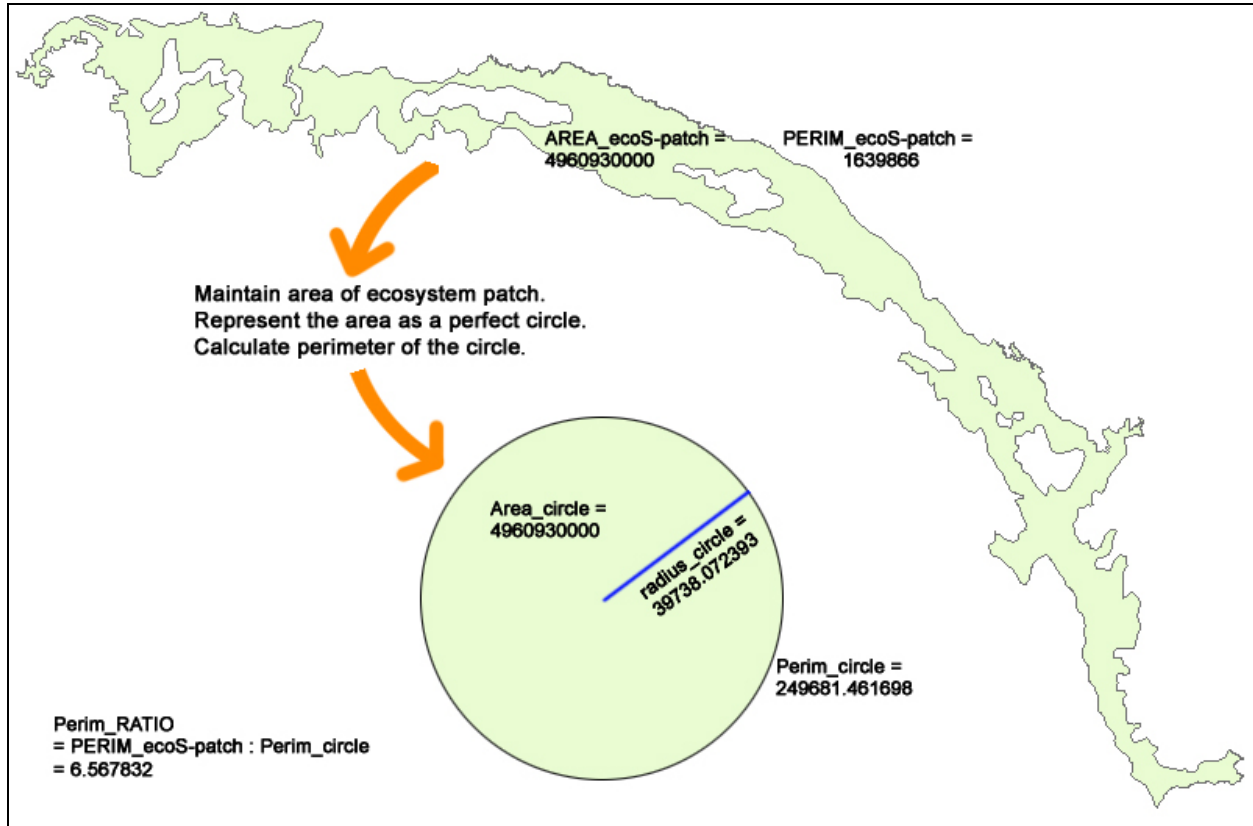 AREA_ecoS-patch =
4960930000
PERIM_ecoS-patch =
1639866
Maintain area of ecosystem patch.
Represent the area as a perfect circle.
Calculate perimeter of the circle.
Area_circle =
4960930000
radius_circle =
39738.072393
Perim_circle =
249681.461698
Perim_RATIO
= PERIM_ecoS-patch : Perim_circle
= 6.567832